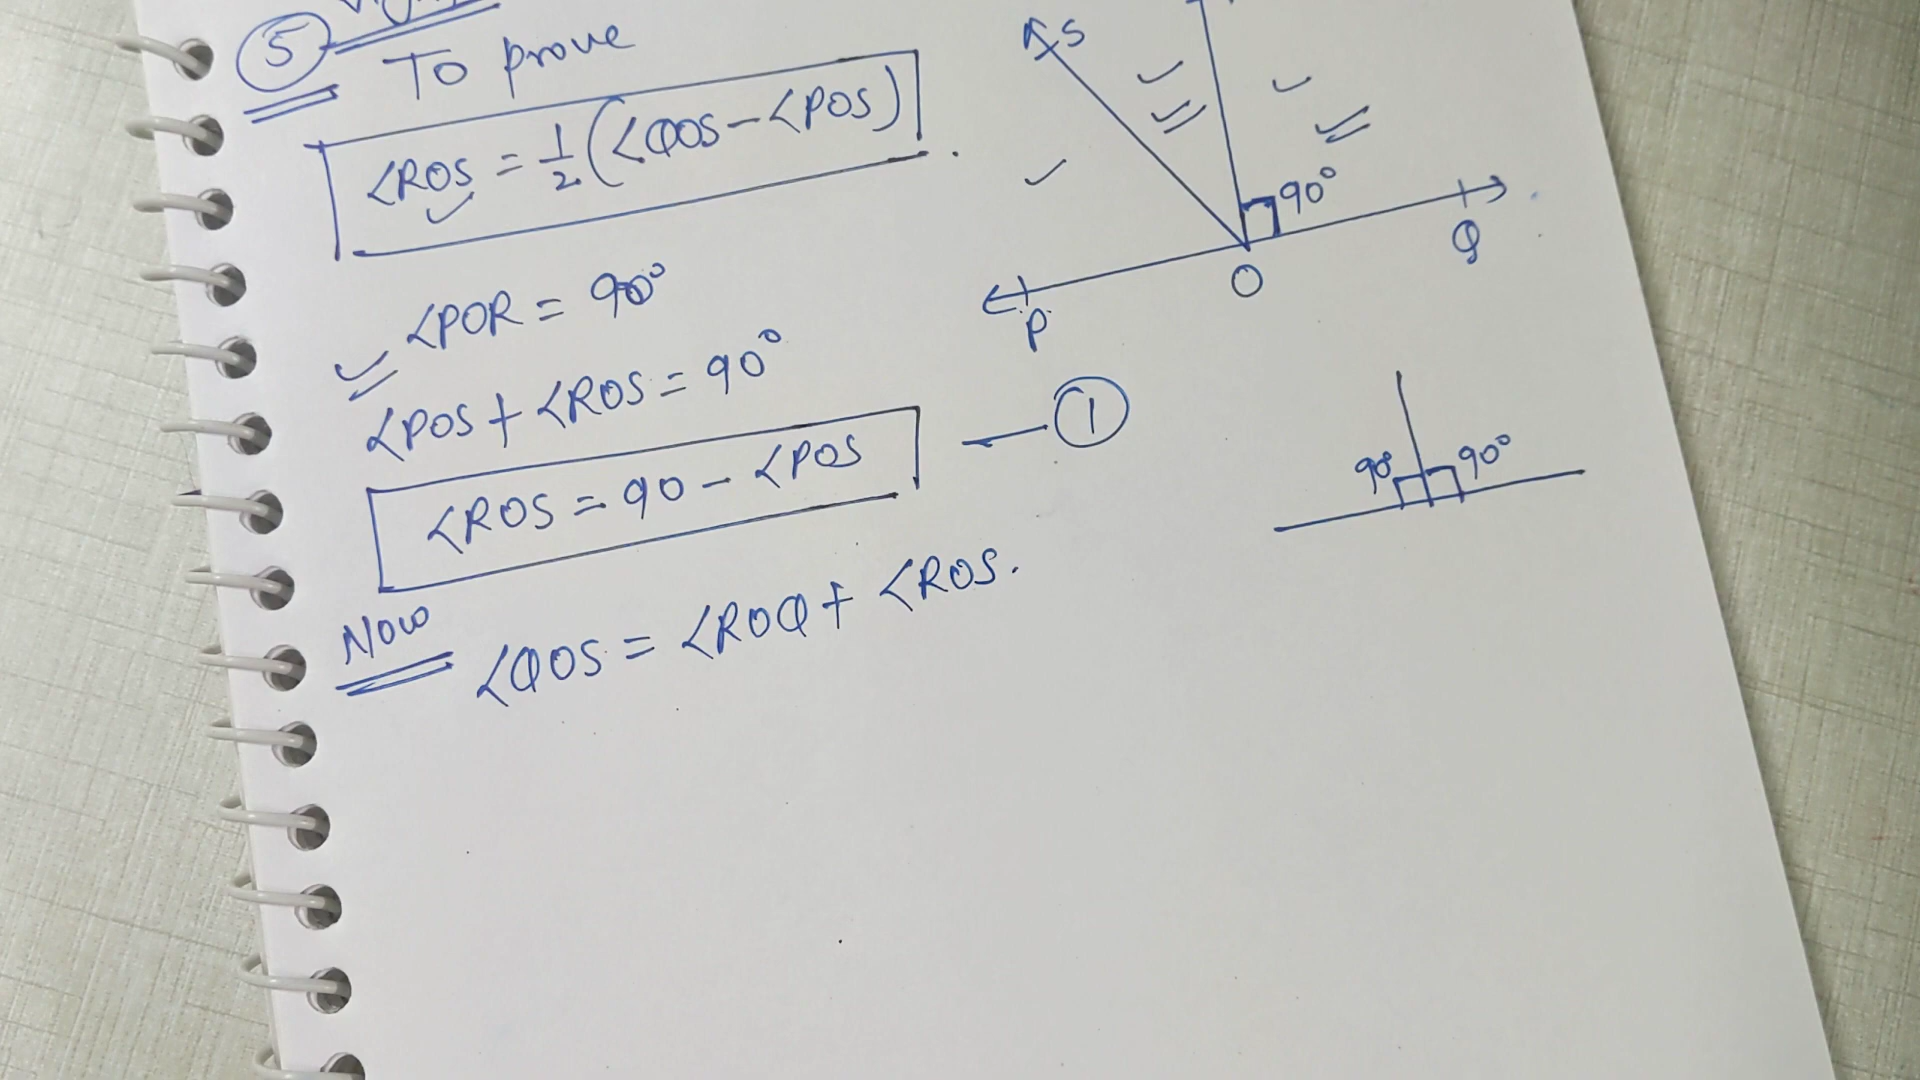 5
To prove
∠ROS = 1/2 (∠QOS - ∠POS)
∠POR = 90°
∠POS + ∠ROS = 90°
∠ROS = 90 - ∠POS — 1
Now ∠QOS = ∠ROQ + ∠ROS.
S
90°
P
O
Q
90° 90°